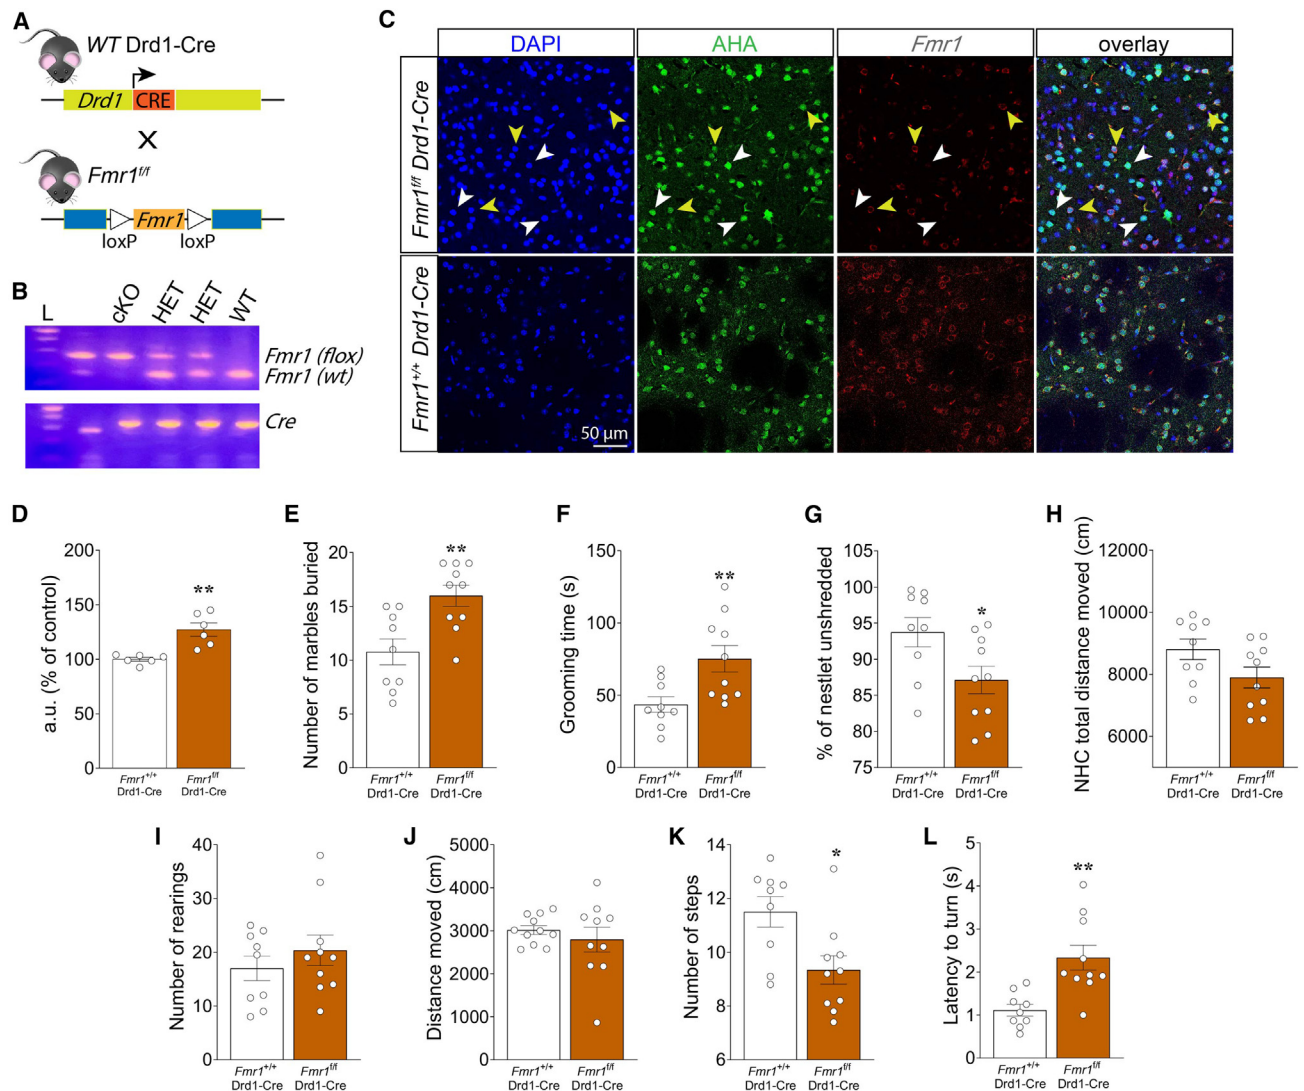 A
WT Drd1-Cre
Drd1 CRE
X
Fmr1f/f
Fmr1
loxP loxP
B
L cKO HET HET WT
Fmr1 (flox)
Fmr1 (wt)
Cre
C
DAPI AHA Fmr1 overlay
Fmr1f/f Drd1-Cre
Fmr1+/+ Drd1-Cre
50 μm
D
a.u. (% of control)
200
150
100
50
0
**
Fmr1+/+ Fmr1f/f
Drd1-Cre Drd1-Cre
E
Number of marbles buried
20
15
10
5
0
**
Fmr1+/+ Fmr1f/f
Drd1-Cre Drd1-Cre
F
Grooming time (s)
150
100
50
0
**
Fmr1+/+ Fmr1f/f
Drd1-Cre Drd1-Cre
G
% of nestlet unshredded
105
100
95
90
85
80
75
*
Fmr1+/+ Fmr1f/f
Drd1-Cre Drd1-Cre
H
NHC total distance moved (cm)
12000
10000
8000
6000
Fmr1+/+ Fmr1f/f
Drd1-Cre Drd1-Cre
I
Number of rearings
40
30
20
10
0
Fmr1+/+ Fmr1f/f
Drd1-Cre Drd1-Cre
J
Distance moved (cm)
5000
4000
3000
2000
1000
0
Fmr1+/+ Fmr1f/f
Drd1-Cre Drd1-Cre
K
Number of steps
14
12
10
8
6
*
Fmr1+/+ Fmr1f/f
Drd1-Cre Drd1-Cre
L
Latency to turn (s)
5
4
3
2
1
0
**
Fmr1+/+ Fmr1f/f
Drd1-Cre Drd1-Cre